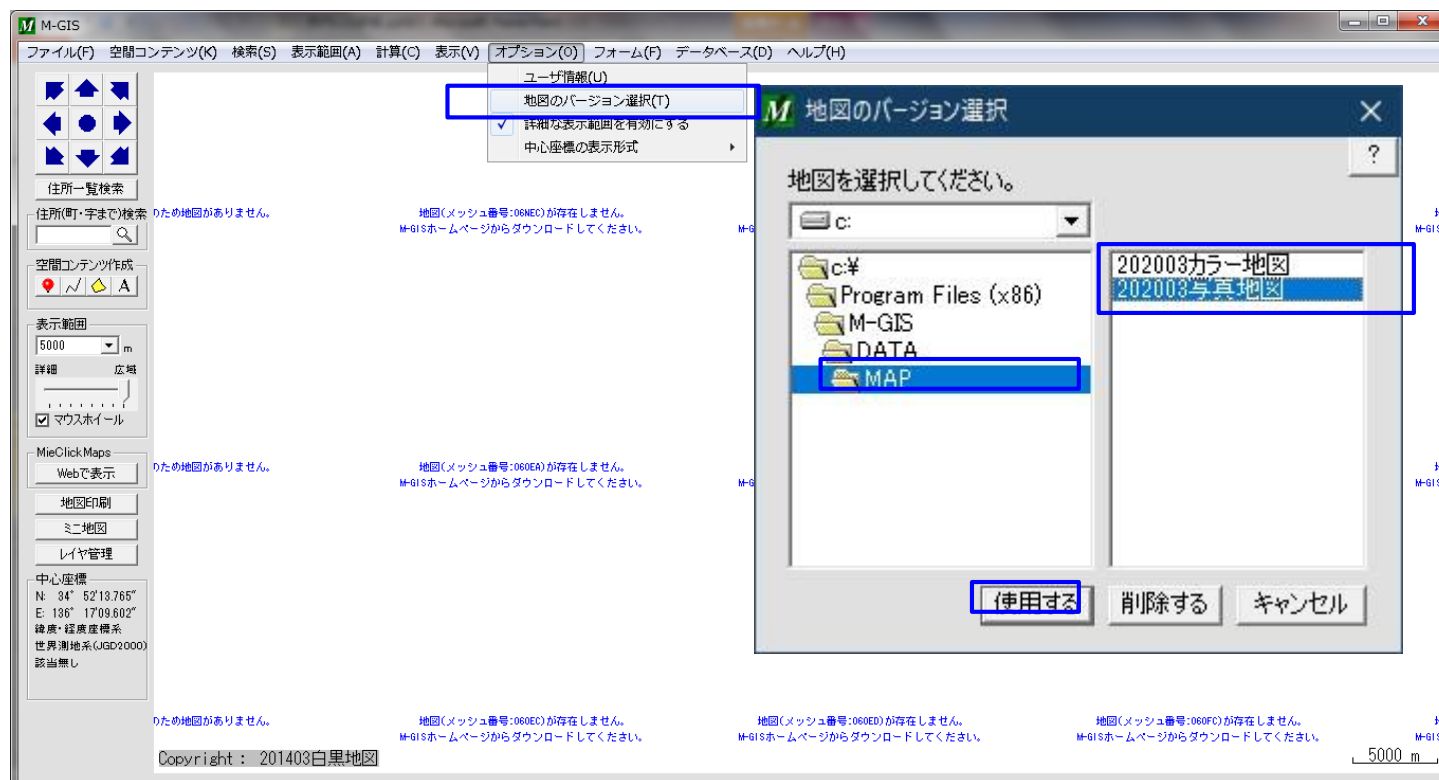 M-GIS
ファイル(F) 空間コンテンツ(K) 検索(S) 表示範囲(A) 計算(C) 表示(V) オプション(O) フォーム(F) データベース(D) ヘルプ(H)
ユーザ情報(U)
地図のバージョン選択(T)
✓ 詳細な表示範囲を有効にする
中心座標の表示形式
住所一覧検索
住所(町・字まで)検索
空間コンテンツ作成
A
表示範囲
5000 m
詳細 広域
マウスホイール
MieClickMaps
Webで表示
地図印刷
ミニ地図
レイヤ管理
中心座標
N: 34° 52'13.765"
E: 136° 17'09.602"
緯度・経度座標系
世界測地系(JGD2000)
該当無し
のため地図がありません。 地図(メッシュ番号:06NEC)が存在しません。
M-GISホームページからダウンロードしてください。
のため地図がありません。 地図(メッシュ番号:06OEA)が存在しません。
M-GISホームページからダウンロードしてください。
のため地図がありません。 地図(メッシュ番号:06OEC)が存在しません。 地図(メッシュ番号:06OED)が存在しません。 地図(メッシュ番号:06OFC)が存在しません。
M-GISホームページからダウンロードしてください。 M-GISホームページからダウンロードしてください。 M-GISホームページからダウンロードしてください。
Copyright : 201403白黒地図
5000 m
M 地図のバージョン選択
?
地図を選択してください。
c:
c:¥
Program Files (x86)
M-GIS
DATA
MAP
202003カラー地図
202003写真地図
使用する 削除する キャンセル